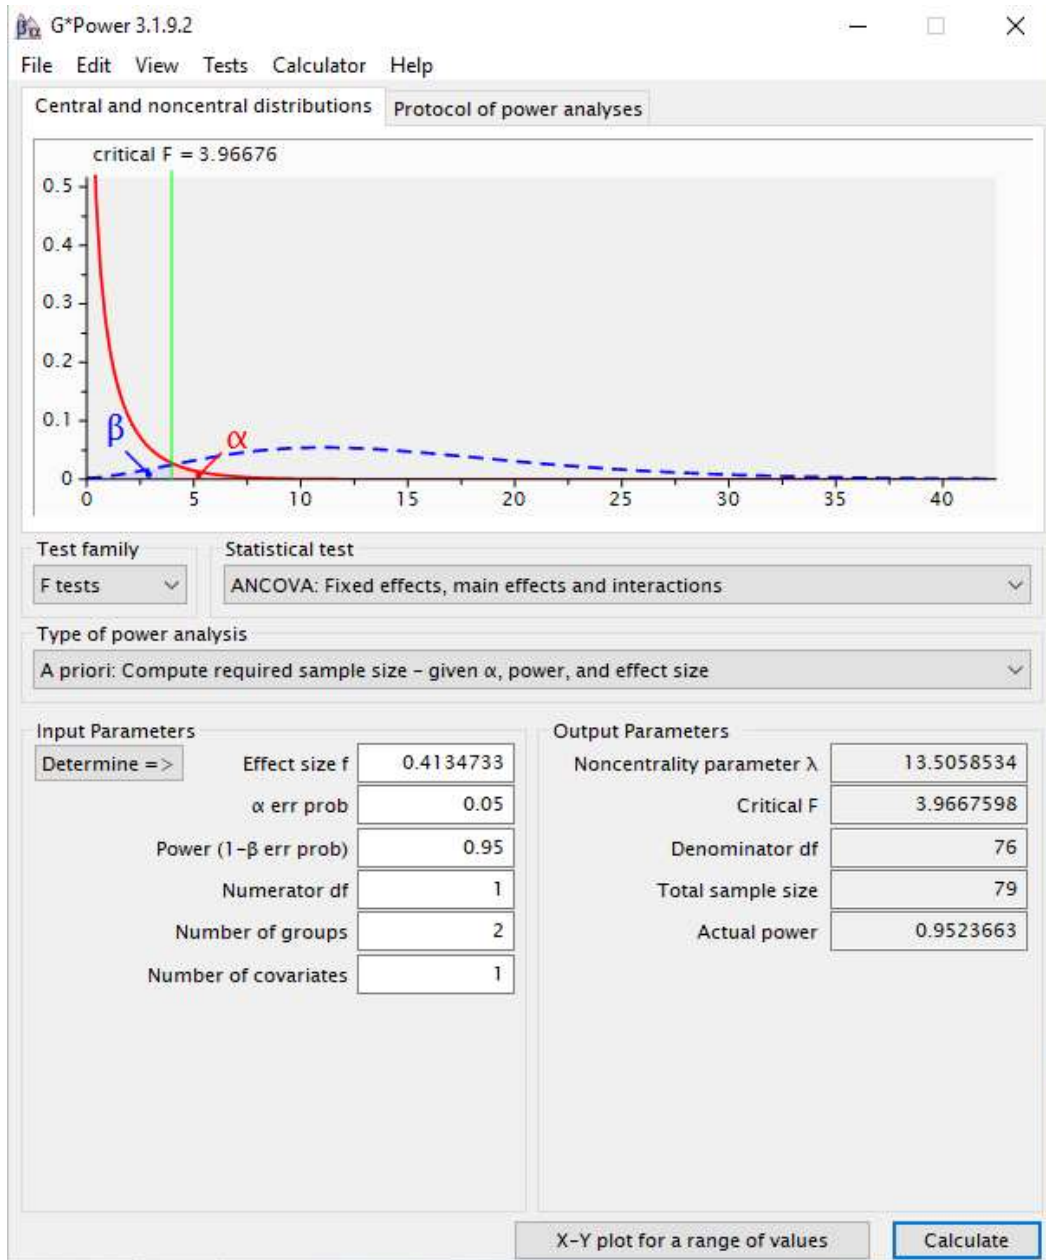 G*Power 3.1.9.2
File Edit View Tests Calculator Help
Central and noncentral distributions Protocol of power analyses
critical F = 3.96676
0.5
0.4
0.3
0.2
0.1
β α
0
0 5 10 15 20 25 30 35 40
Test family Statistical test
F tests ANCOVA: Fixed effects, main effects and interactions
Type of power analysis
A priori: Compute required sample size – given α, power, and effect size
Input Parameters Output Parameters
Determine => Effect size f 0.4134733 Noncentrality parameter λ 13.5058534
α err prob 0.05 Critical F 3.9667598
Power (1-β err prob) 0.95 Denominator df 76
Numerator df 1 Total sample size 79
Number of groups 2 Actual power 0.9523663
Number of covariates 1
X-Y plot for a range of values Calculate